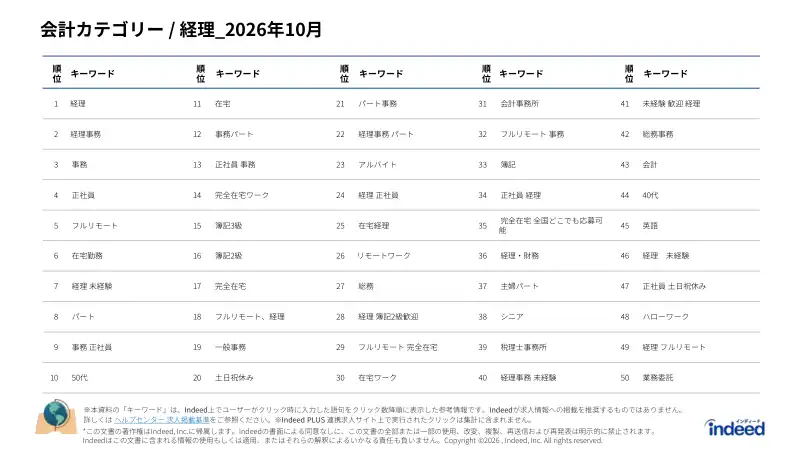 会計カテゴリー / 経理_2026年10月
順位 キーワード 順位 キーワード 順位 キーワード 順位 キーワード 順位 キーワード
1 経理 11 在宅 21 パート事務 31 会計事務所 41 未経験 歓迎 経理
2 経理事務 12 事務パート 22 経理事務 パート 32 フルリモート 事務 42 総務事務
3 事務 13 正社員 事務 23 アルバイト 33 簿記 43 会計
4 正社員 14 完全在宅ワーク 24 経理 正社員 34 正社員 経理 44 40代
5 フルリモート 15 簿記3級 25 在宅経理 35 完全在宅 全国どこでも応募可能 45 英語
6 在宅勤務 16 簿記2級 26 リモートワーク 36 経理・財務 46 経理　未経験
7 経理 未経験 17 完全在宅 27 総務 37 主婦パート 47 正社員 土日祝休み
8 パート 18 フルリモート、経理 28 経理 簿記2級歓迎 38 シニア 48 ハローワーク
9 事務 正社員 19 一般事務 29 フルリモート 完全在宅 39 税理士事務所 49 経理 フルリモート
10 50代 20 土日祝休み 30 在宅ワーク 40 経理事務 未経験 50 業務委託
※本資料の「キーワード」は、Indeed上でユーザーがクリック時に入力した語句をクリック数降順に表示した参考情報です。Indeedが求人情報への掲載を推奨するものではありません。
詳しくは ヘルプセンター 求人掲載基準をご参照ください。※Indeed PLUS 連携求人サイト上で実行されたクリックは集計に含まれません。
*この文書の著作権はIndeed, Inc.に帰属します。Indeedの書面による同意なしに、この文書の全部または一部の使用、改変、複製、再送信および再発表は明示的に禁止されます。
Indeedはこの文書に含まれる情報の使用もしくは適用、またはそれらの解釈によるいかなる責任も負いません。Copyright ©2026 , Indeed, Inc. All rights reserved.
インディード
indeed